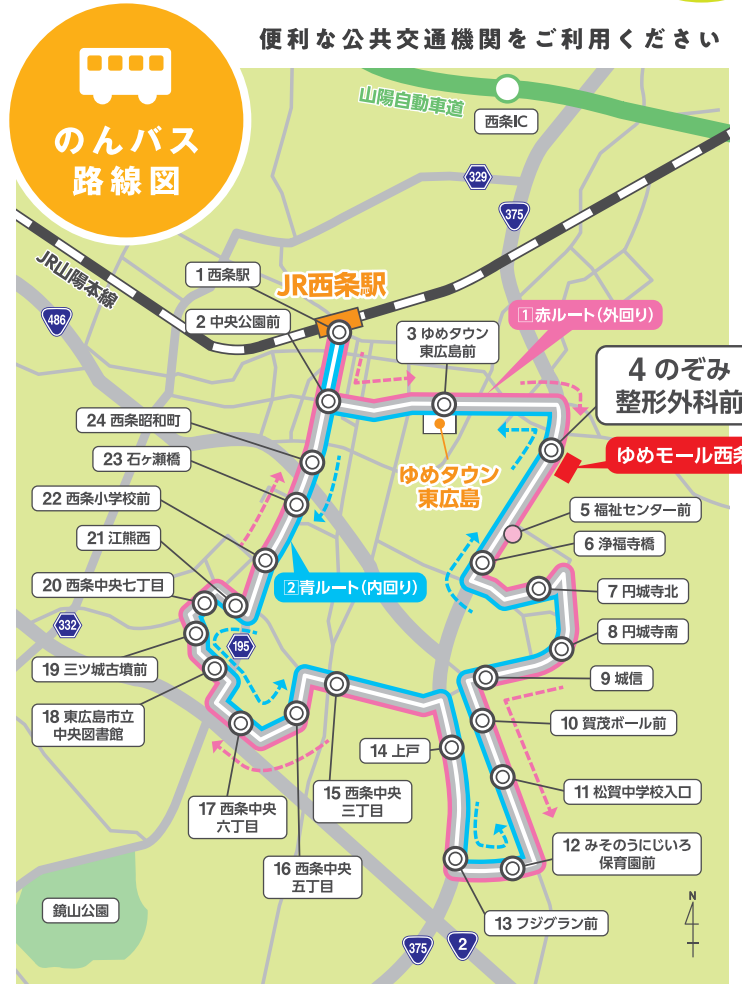 便利な公共交通機関をご利用ください
のんバス
路線図
山陽自動車道
西条IC
329
375
JR山陽本線
486
1 西条駅
JR西条駅
2 中央公園前
1赤ルート(外回り)
3 ゆめタウン
東広島前
4 のぞみ
整形外科前
ゆめモール西条
ゆめタウン
東広島
24 西条昭和町
23 石ヶ瀬橋
22 西条小学校前
21 江熊西
20 西条中央七丁目
5 福祉センター前
6 浄福寺橋
2青ルート(内回り)
7 円城寺北
8 円城寺南
332
195
19 三ツ城古墳前
18 東広島市立
中央図書館
9 城信
10 賀茂ボール前
14 上戸
11 松賀中学校入口
17 西条中央
六丁目
15 西条中央
三丁目
16 西条中央
五丁目
12 みそのうにじいろ
保育園前
13 フジグラン前
鏡山公園
375
2
N